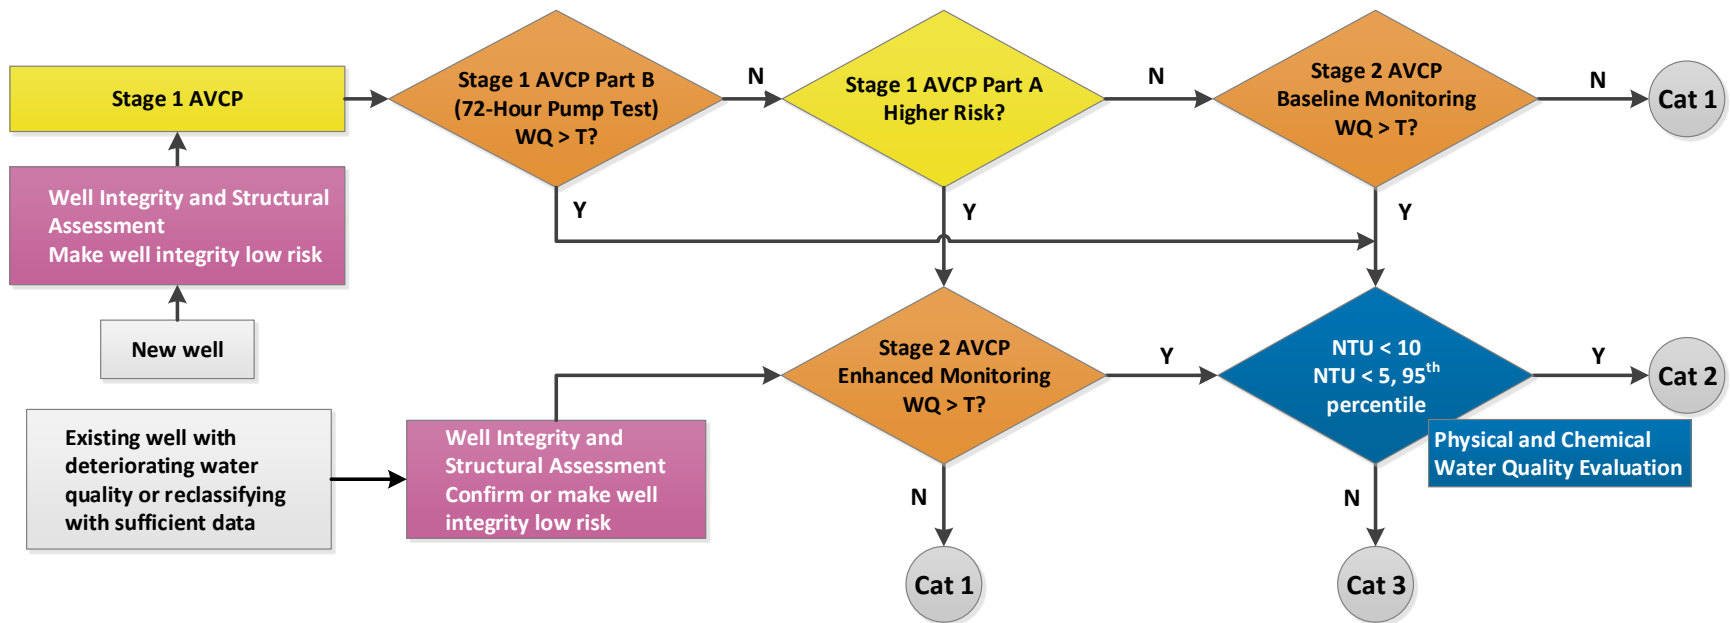 Stage 1 AVCP
Stage 1 AVCP Part B
(72-Hour Pump Test)
WQ > T?
N
Stage 1 AVCP Part A
Higher Risk?
N
Stage 2 AVCP
Baseline Monitoring
WQ > T?
N
Cat 1
Well Integrity and Structural
Assessment
Make well integrity low risk
Y
Y
Y
New well
Stage 2 AVCP
Enhanced Monitoring
WQ > T?
Y
NTU < 10
NTU < 5, 95th
percentile
Y
Cat 2
Existing well with
deteriorating water
quality or reclassifying
with sufficient data
Well Integrity and
Structural Assessment
Confirm or make well
integrity low risk
Physical and Chemical
Water Quality Evaluation
N
N
Cat 1
Cat 3